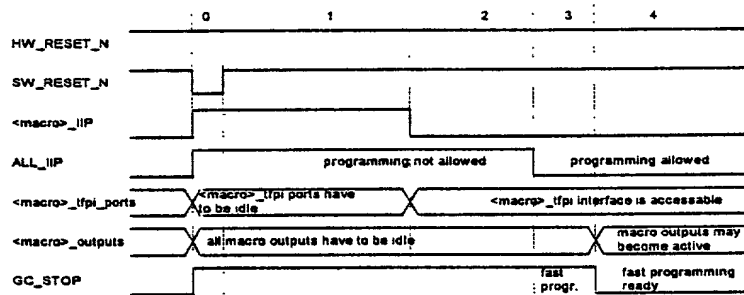 0 1 2 3 4
HW_RESET_N
SW_RESET_N
<macro>_IIP
ALL_IIP
programming not allowed
programming allowed
<macro>_tfpi_ports
<macro>_tfpi ports have
to be idle
<macro>_tfpi interface is accessable
<macro>_outputs
all macro outputs have to be idle
macro outputs may
become active
GC_STOP
fast
progr.
fast programming
ready